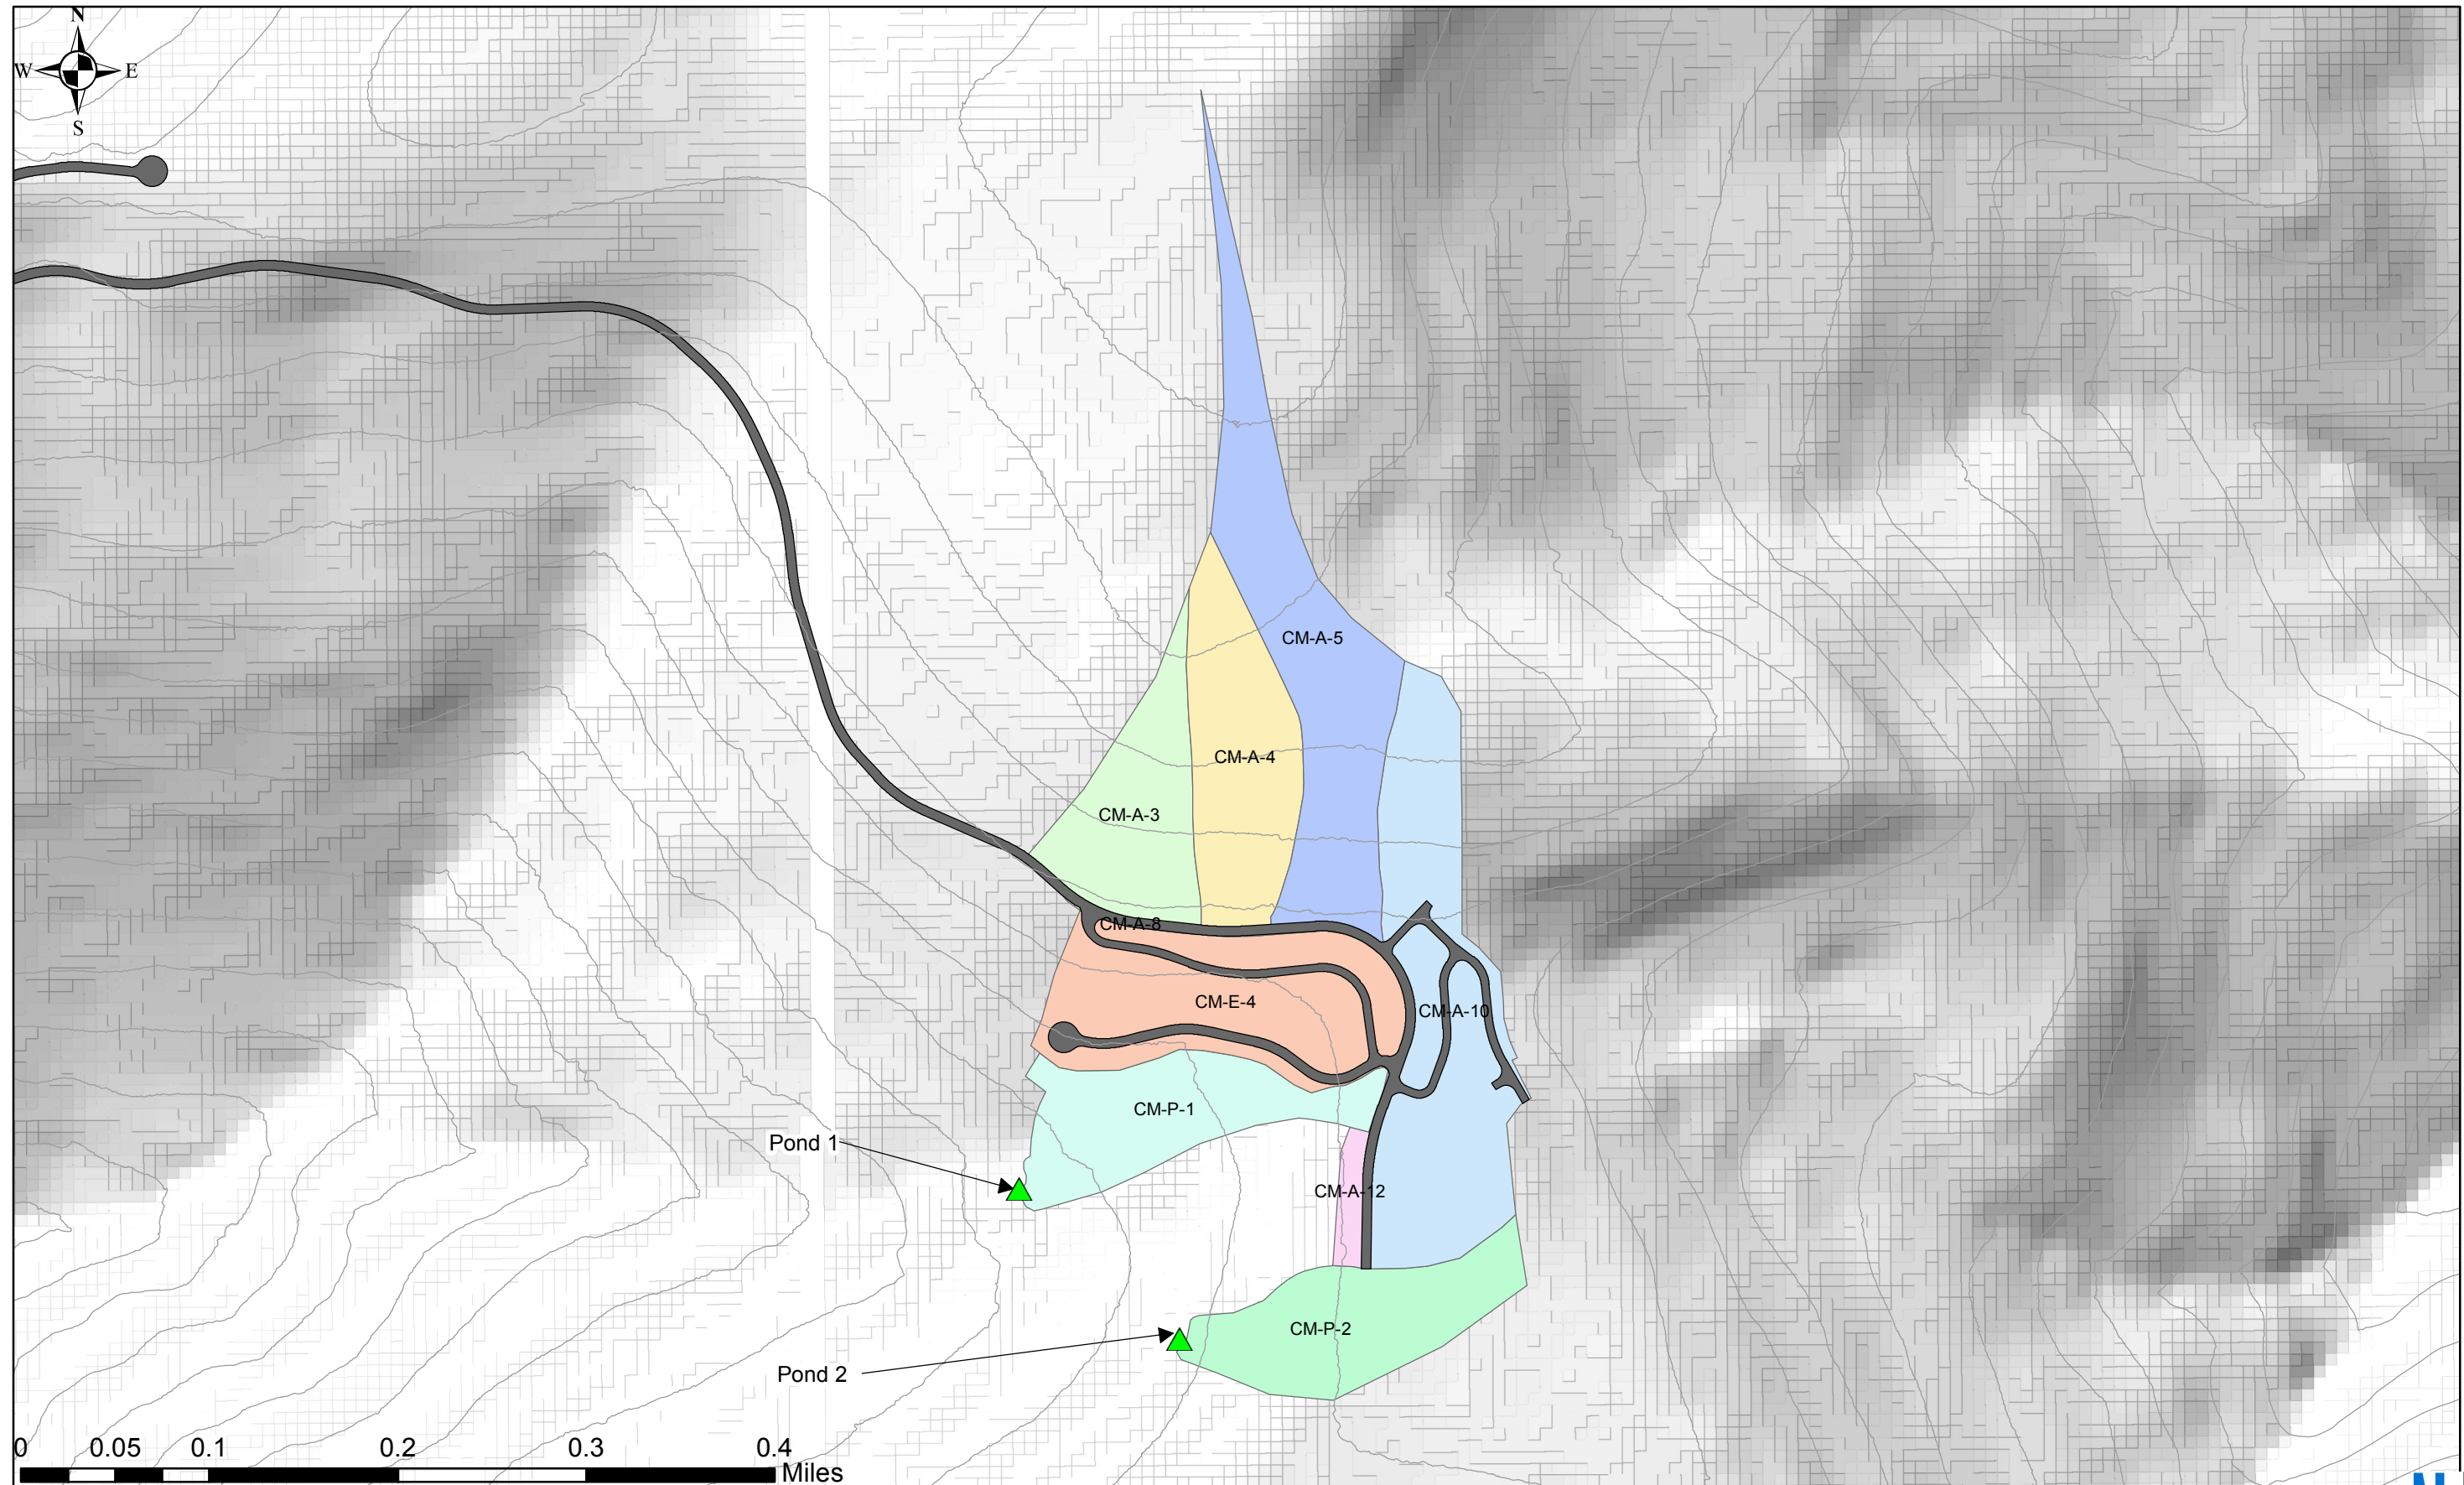 N
W E
S
CM-A-5
CM-A-4
CM-A-3
CM-A-8
CM-E-4
CM-A-10
CM-P-1
Pond 1
CM-A-12
CM-P-2
Pond 2
0 0.05 0.1 0.2 0.3 0.4
Miles